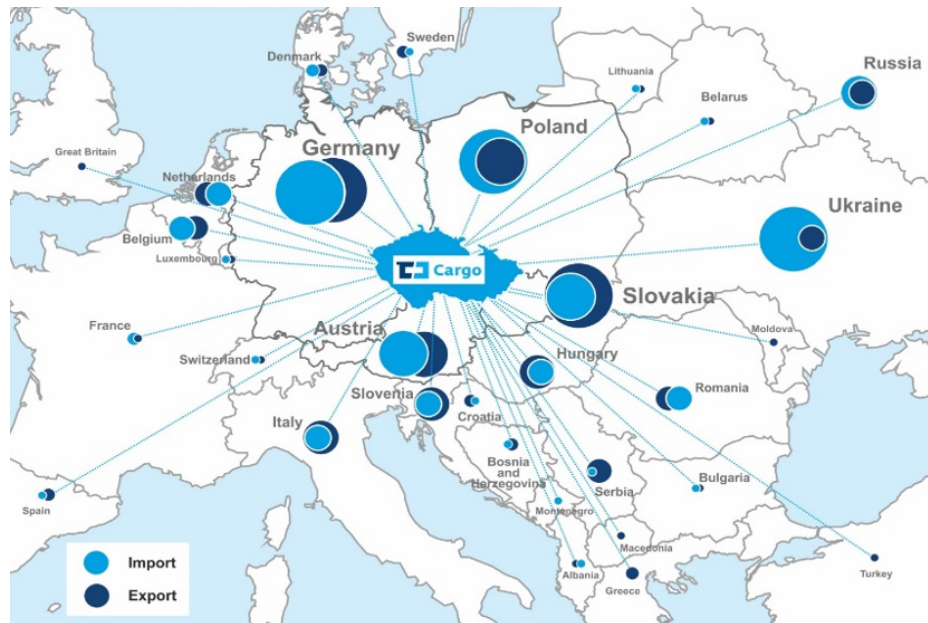 Sweden
Denmark
Lithuania
Russia
Belarus
Poland
Great Britain
Germany
Netherlands
Ukraine
Belgium
Luxembourg
Cargo
Slovakia
France
Austria
Moldova
Switzerland
Hungary
Slovenia
Romania
Croatia
Italy
Bosnia
and
Herzegovina
Serbia
Bulgaria
Spain
Montenegro
Macedonia
Import
Albania
Turkey
Greece
Export